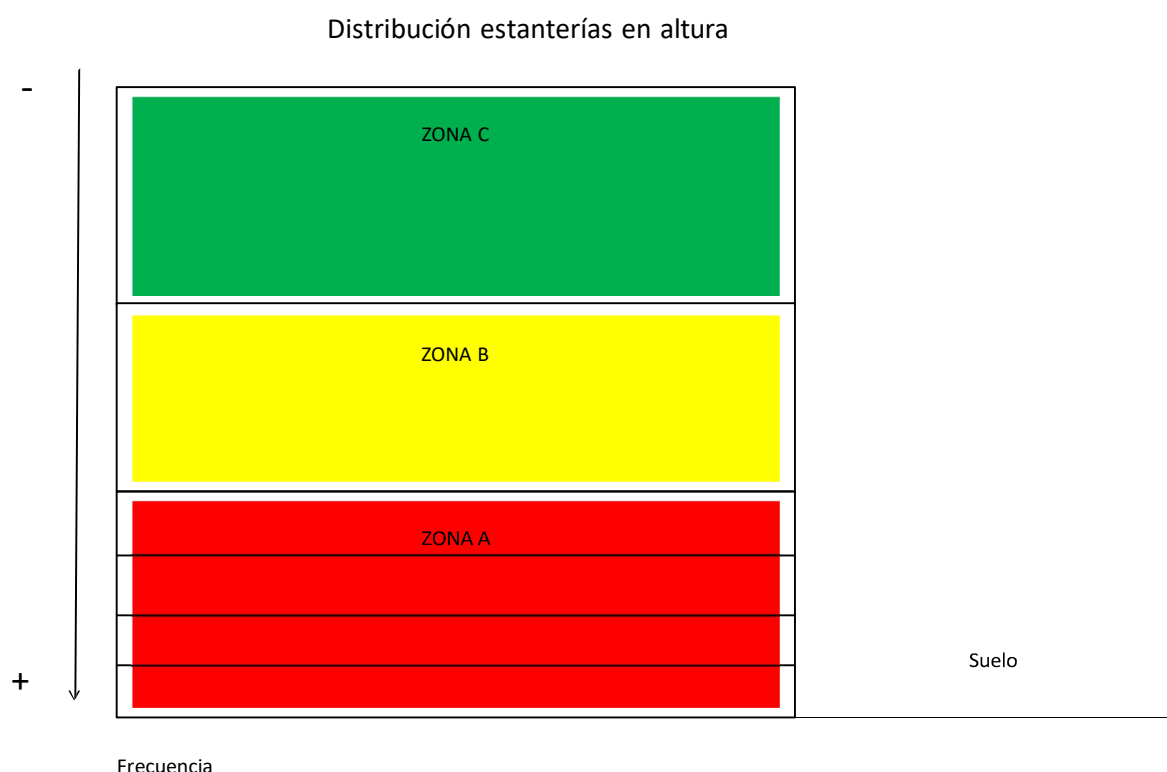 Distribución estanterías en altura
-
ZONA C
ZONA B
ZONA A
Suelo
+
Frecuencia